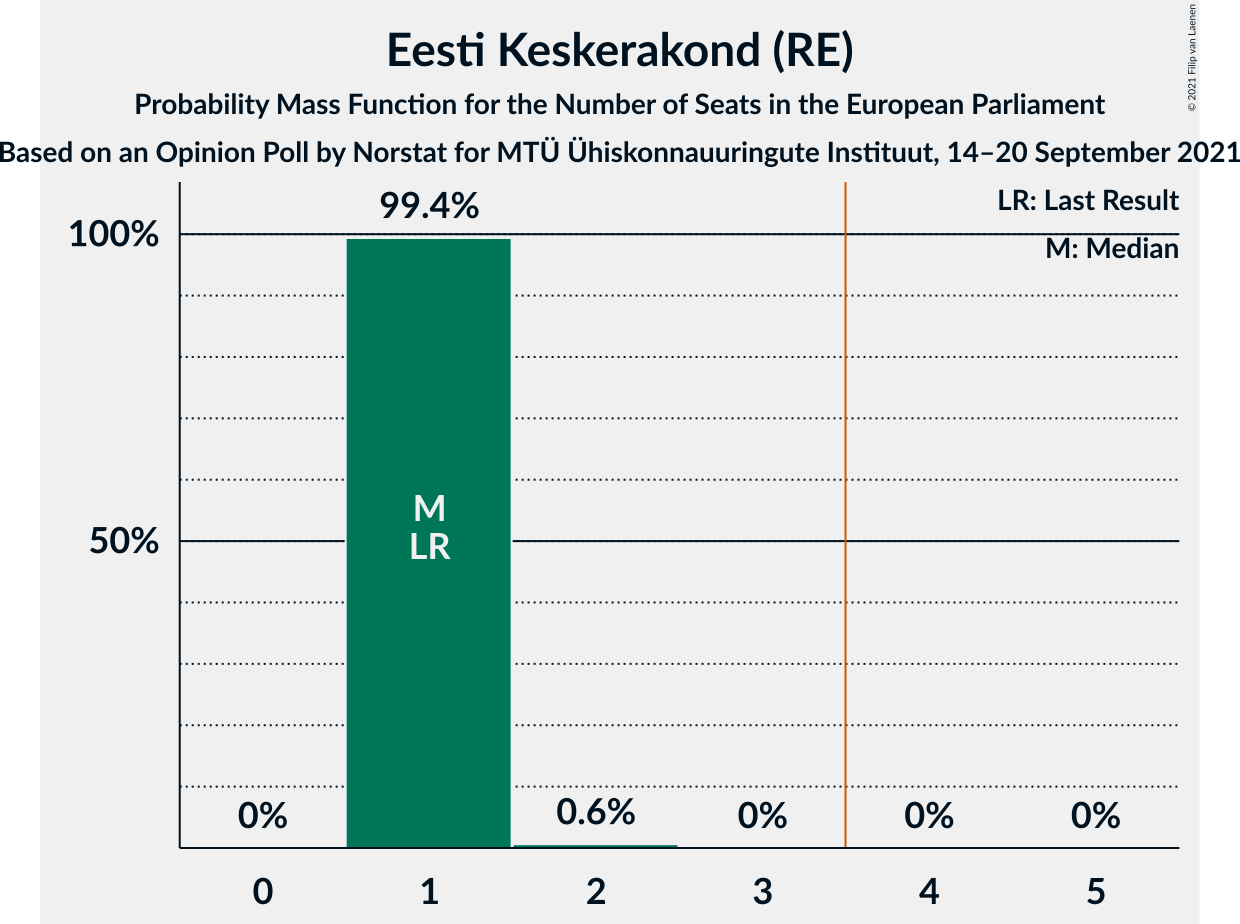 Eesti Keskerakond (RE)
Probability Mass Function for the Number of Seats in the European Parliament
Based on an Opinion Poll by Norstat for MTÜ Ühiskonnauuringute Instituut, 14–20 September 2021
© 2021 Filip van Laenen
LR: Last Result
M: Median
99.4%
100%
50%
M
LR
0%
0.6%
0%
0%
0%
0 1 2 3 4 5